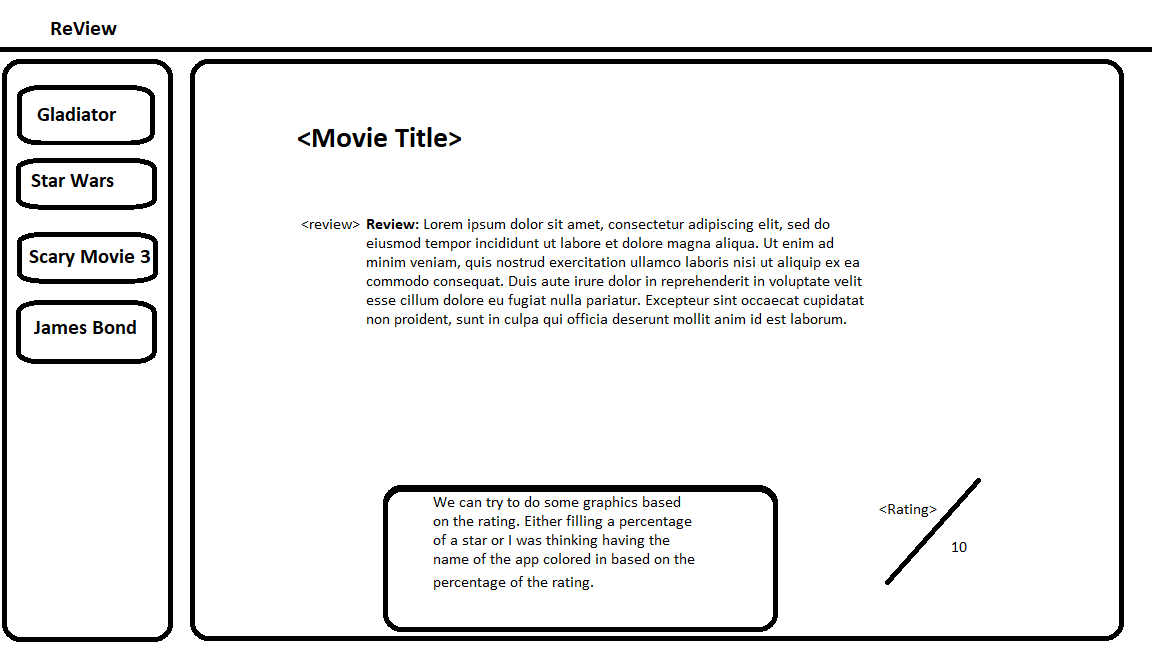 ReView
Gladiator
Star Wars
Scary Movie 3
James Bond
<Movie Title>
<review> Review: Lorem ipsum dolor sit amet, consectetur adipiscing elit, sed do
eiusmod tempor incididunt ut labore et dolore magna aliqua. Ut enim ad
minim veniam, quis nostrud exercitation ullamco laboris nisi ut aliquip ex ea
commodo consequat. Duis aute irure dolor in reprehenderit in voluptate velit
esse cillum dolore eu fugiat nulla pariatur. Excepteur sint occaecat cupidatat
non proident, sunt in culpa qui officia deserunt mollit anim id est laborum.
We can try to do some graphics based
on the rating. Either filling a percentage
of a star or I was thinking having the
name of the app colored in based on the
percentage of the rating.
<Rating>
10